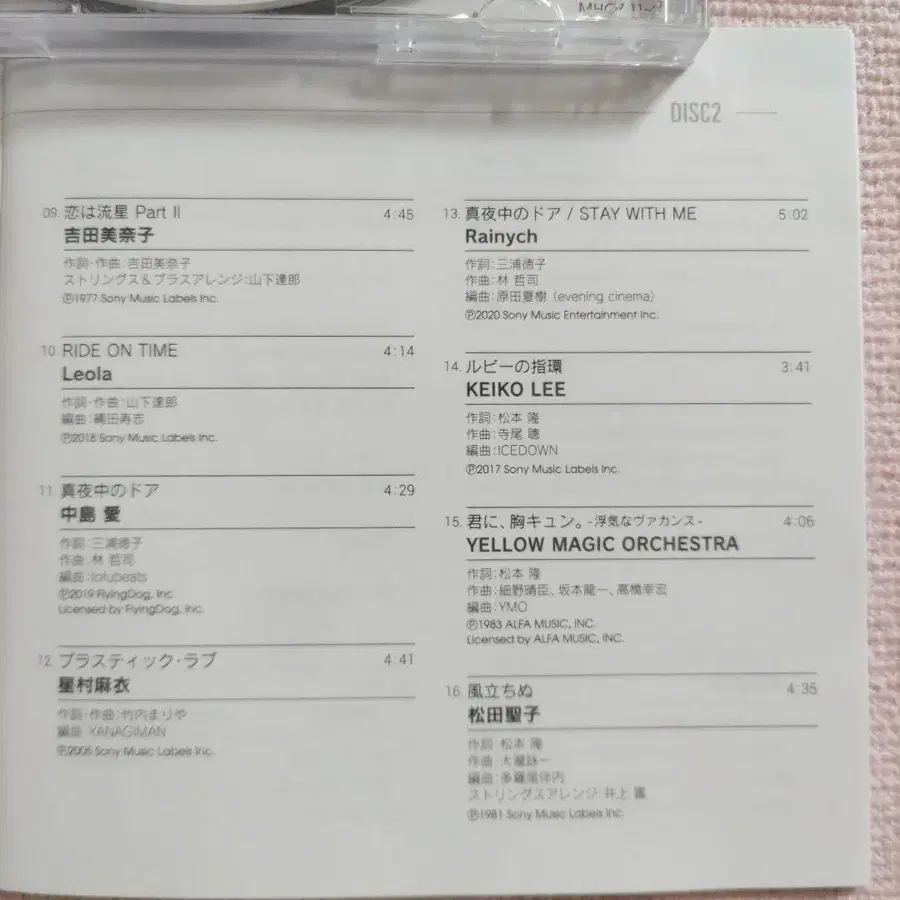 DISC2
09. 恋は流星 Part II 4:45
吉田美奈子
作詞・作曲:吉田美奈子
ストリングス&ブラスアレンジ:山下達郎
℗1977 Sony Music Labels Inc.
10. RIDE ON TIME 4:14
Leola
作詞・作曲:山下達郎
編曲:縄田寿志
℗2018 Sony Music Labels Inc.
11. 真夜中のドア 4:29
中島 愛
作詞:三浦徳子
作曲:林 哲司
編曲:tofubeats
℗2019 FlyingDog, Inc.
Licensed by FlyingDog, Inc.
12. プラスティック・ラブ 4:41
星村麻衣
作詞・作曲:竹内まりや
編曲:YANAGIMAN
℗2005 Sony Music Labels Inc.
13. 真夜中のドア / STAY WITH ME 5:02
Rainych
作詞:三浦徳子
作曲:林 哲司
編曲:原田夏樹 (evening cinema)
℗2020 Sony Music Entertainment Inc.
14. ルビーの指環 3:41
KEIKO LEE
作詞:松本 隆
作曲:寺尾 聰
編曲:ICEDOWN
℗2017 Sony Music Labels Inc.
15. 君に、胸キュン。-浮気なヴァカンス- 4:06
YELLOW MAGIC ORCHESTRA
作詞:松本 隆
作曲:細野晴臣、坂本龍一、高橋幸宏
編曲:YMO
℗1983 ALFA MUSIC, INC.
Licensed by ALFA MUSIC, INC.
16. 風立ちぬ 4:35
松田聖子
作詞:松本 隆
作曲:大瀧詠一
編曲:多羅尾伴内
ストリングスアレンジ:井上 鑑
℗1981 Sony Music Labels Inc.